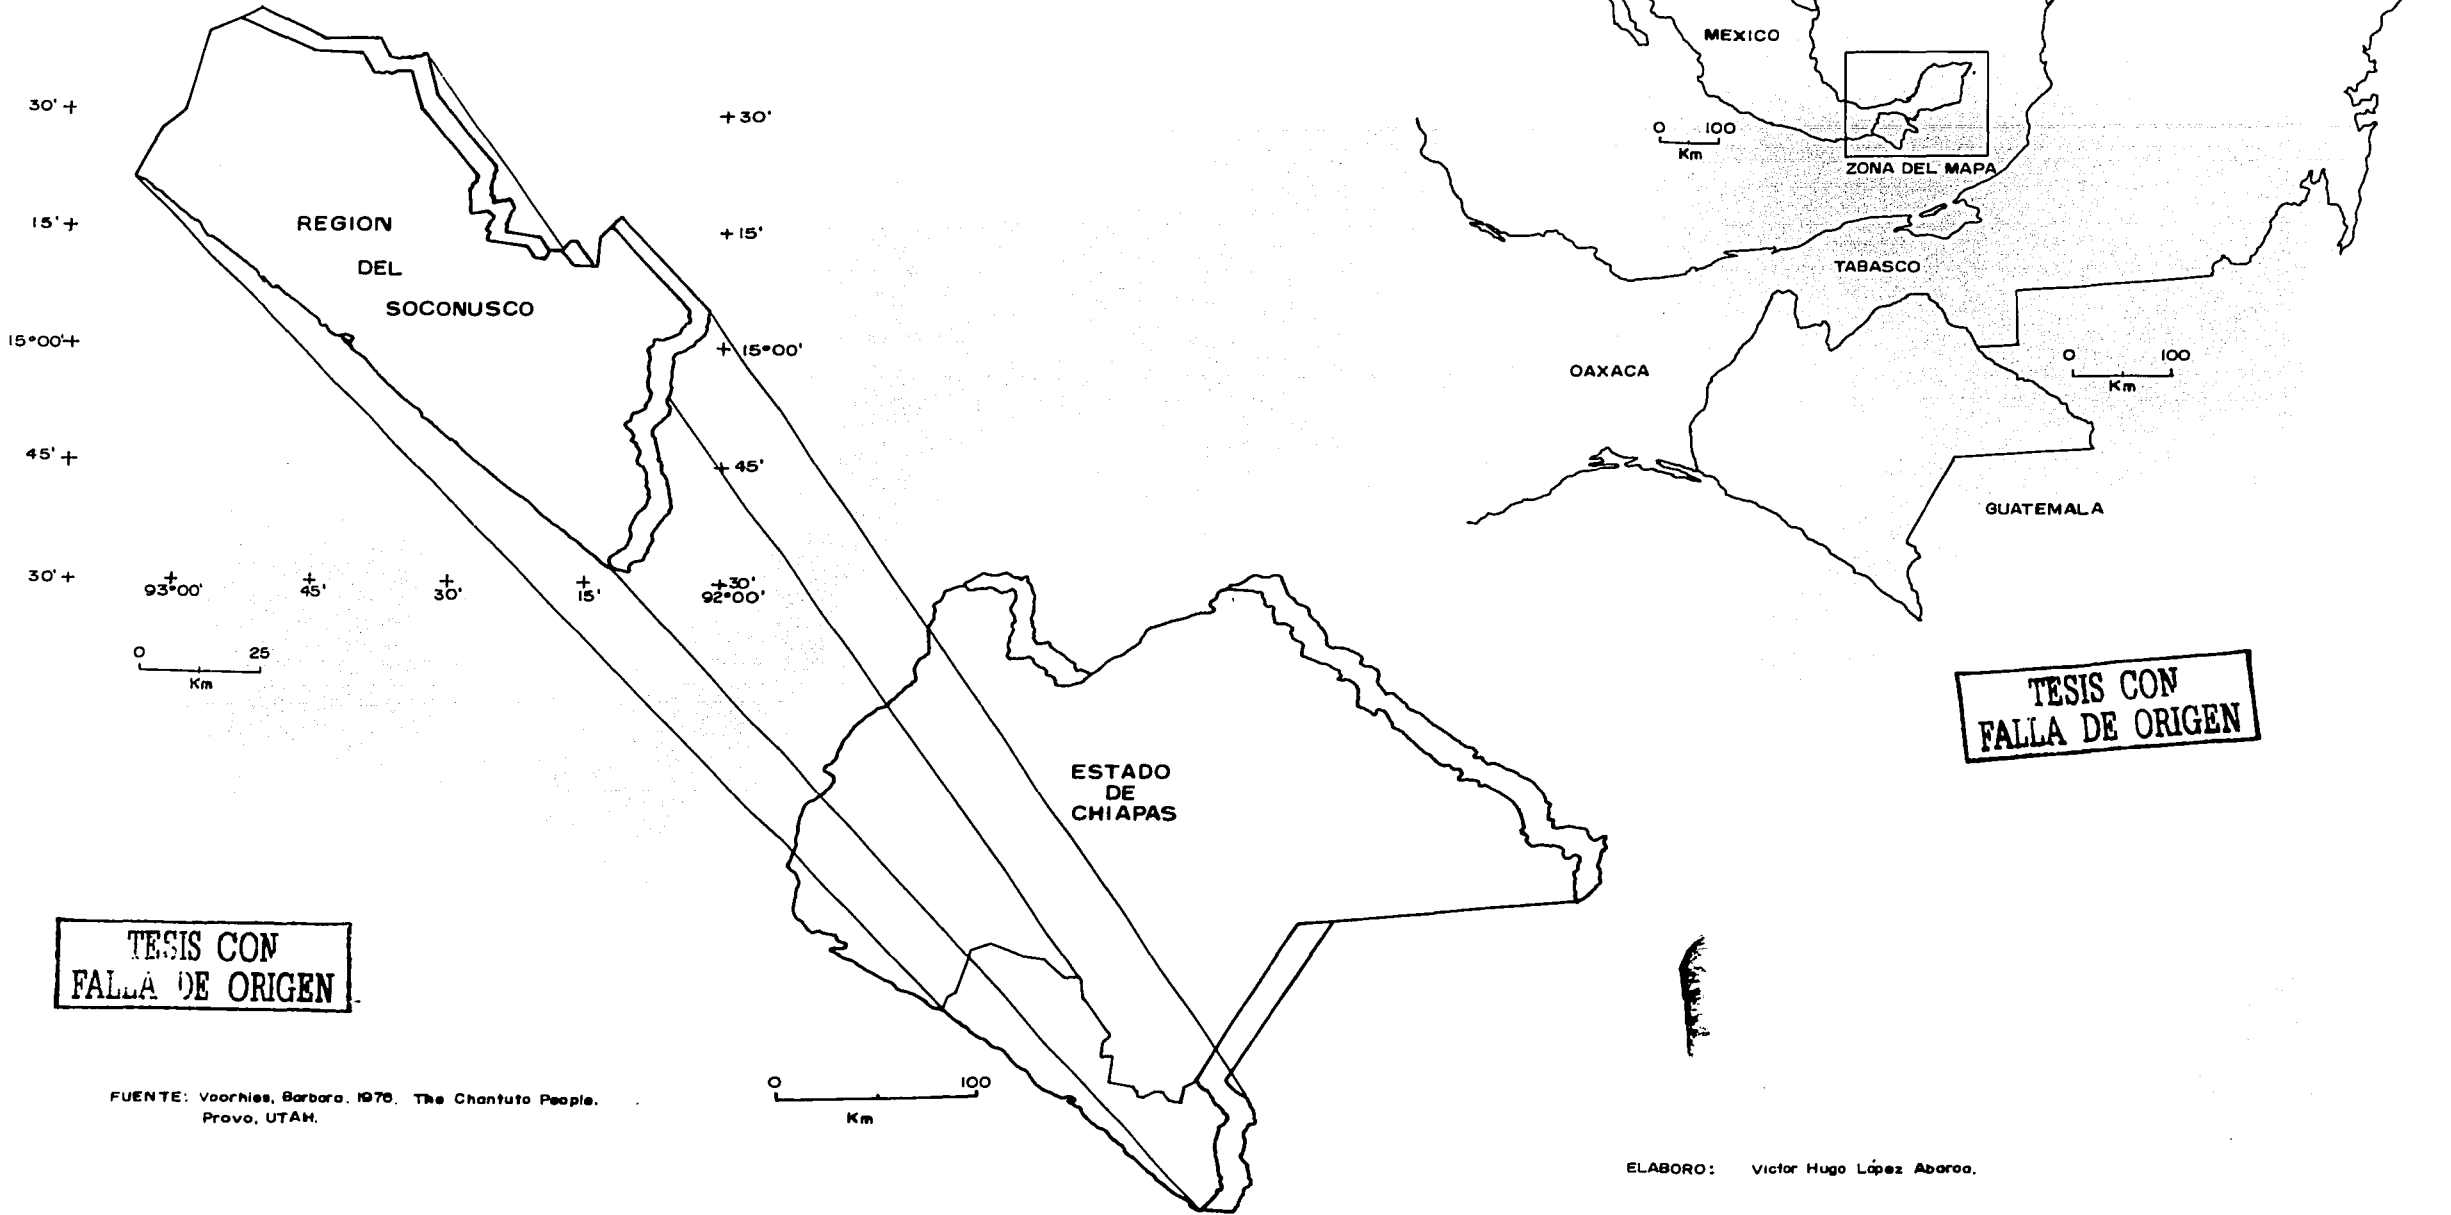 MEXICO
0 100
Km
ZONA DEL MAPA
TABASCO
OAXACA
0 100
Km
GUATEMALA
REGION
DEL
SOCONUSCO
30'
15'
15°00'
45'
30'
30'
15'
15°00'
45'
30'
93°00' 45' 30' 15' 92°00'
0 25
Km
ESTADO
DE
CHIAPAS
TESIS CON
FALLA DE ORIGEN
TESIS CON
FALLA DE ORIGEN
0 100
Km
FUENTE: Voorhies, Barbara. 1976. The Chantuto People.
Provo, UTAH.
ELABORO: Victor Hugo López Aboroa.